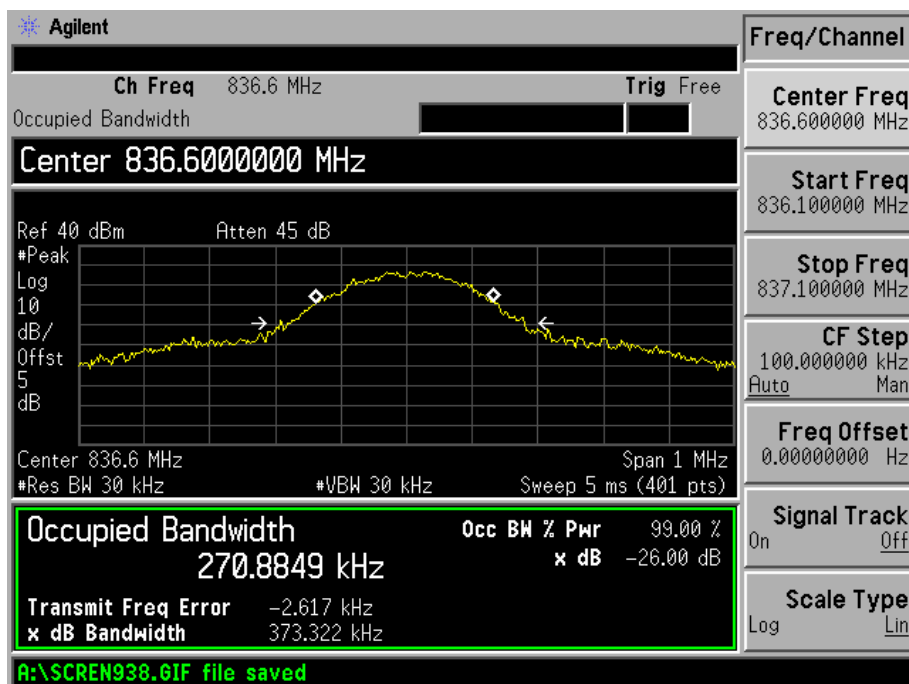 Agilent
Freq/Channel
Ch Freq 836.6 MHz Trig Free
Occupied Bandwidth
Center 836.6000000 MHz
Ref 40 dBm Atten 45 dB
#Peak
Log
10
dB/
Offst
5
dB
Center 836.6 MHz Span 1 MHz
#Res BW 30 kHz #VBW 30 kHz Sweep 5 ms (401 pts)
Occupied Bandwidth Occ BW % Pwr 99.00 %
270.8849 kHz x dB -26.00 dB
Transmit Freq Error -2.617 kHz
x dB Bandwidth 373.322 kHz
A:\SCREN938.GIF file saved
Center Freq
836.600000 MHz
Start Freq
836.100000 MHz
Stop Freq
837.100000 MHz
CF Step
100.000000 kHz
Auto Man
Freq Offset
0.00000000 Hz
Signal Track
On Off
Scale Type
Log Lin